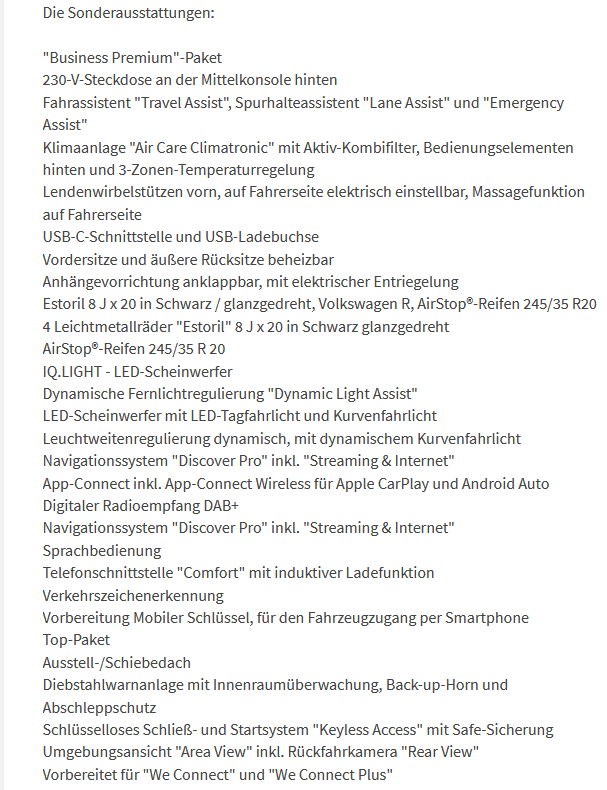 Die Sonderausstattungen:
"Business Premium"-Paket
230-V-Steckdose an der Mittelkonsole hinten
Fahrassistent "Travel Assist", Spurhalteassistent "Lane Assist" und "Emergency
Assist"
Klimaanlage "Air Care Climatronic" mit Aktiv-Kombifilter, Bedienungselementen
hinten und 3-Zonen-Temperaturregelung
Lendenwirbelstützen vorn, auf Fahrerseite elektrisch einstellbar, Massagefunktion
auf Fahrerseite
USB-C-Schnittstelle und USB-Ladebuchse
Vordersitze und äußere Rücksitze beheizbar
Anhängevorrichtung anklappbar, mit elektrischer Entriegelung
Estoril 8 J x 20 in Schwarz / glanzgedreht, Volkswagen R, AirStop®-Reifen 245/35 R20
4 Leichtmetallräder "Estoril" 8 J x 20 in Schwarz glanzgedreht
AirStop®-Reifen 245/35 R 20
IQ.LIGHT - LED-Scheinwerfer
Dynamische Fernlichtregulierung "Dynamic Light Assist"
LED-Scheinwerfer mit LED-Tagfahrlicht und Kurvenfahrlicht
Leuchtweitenregulierung dynamisch, mit dynamischem Kurvenfahrlicht
Navigationssystem "Discover Pro" inkl. "Streaming & Internet"
App-Connect inkl. App-Connect Wireless für Apple CarPlay und Android Auto
Digitaler Radioempfang DAB+
Navigationssystem "Discover Pro" inkl. "Streaming & Internet"
Sprachbedienung
Telefonschnittstelle "Comfort" mit induktiver Ladefunktion
Verkehrszeichenerkennung
Vorbereitung Mobiler Schlüssel, für den Fahrzeugzugang per Smartphone
Top-Paket
Ausstell-/Schiebedach
Diebstahlwarnanlage mit Innenraumüberwachung, Back-up-Horn und
Abschleppschutz
Schlüsselloses Schließ- und Startsystem "Keyless Access" mit Safe-Sicherung
Umgebungsansicht "Area View" inkl. Rückfahrkamera "Rear View"
Vorbereitet für "We Connect" und "We Connect Plus"